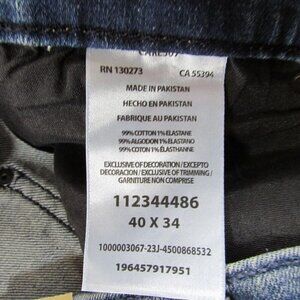 RN 130273 CA 55394
MADE IN PAKISTAN
HECHO EN PAKISTAN
FABRIQUE AU PAKISTAN
99% COTTON 1% ELASTANE
99% ALGODON 1% ELASTANO
99% COTON 1% ELASTHANNE
EXCLUSIVE OF DECORATION/EXCEPTO
DECORACION / EXCLUSIVE DE TRIMMING /
GARNITURE NON COMPRISE
112344486
40 X 34
1000003067-23J-4500868532
196457917951